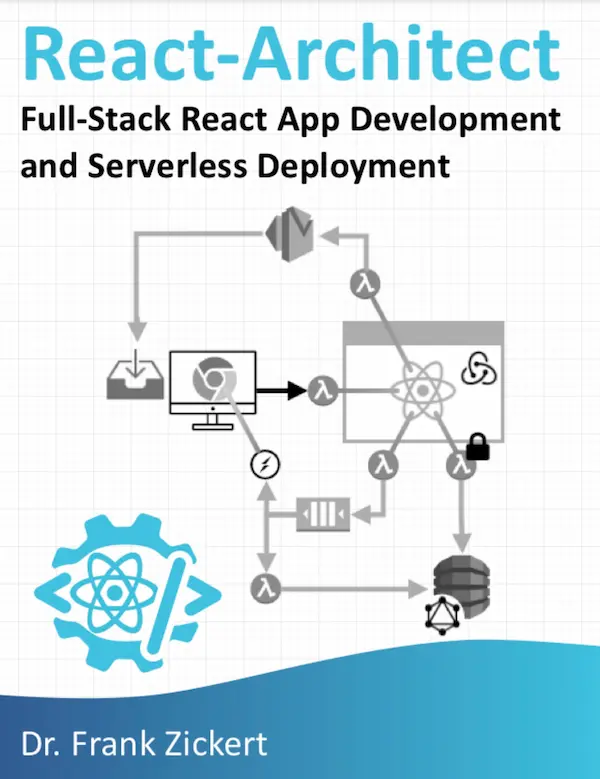 React-Architect
Full-Stack React App Development
and Serverless Deployment
λ
λ
λ
λ
λ
Dr. Frank Zickert